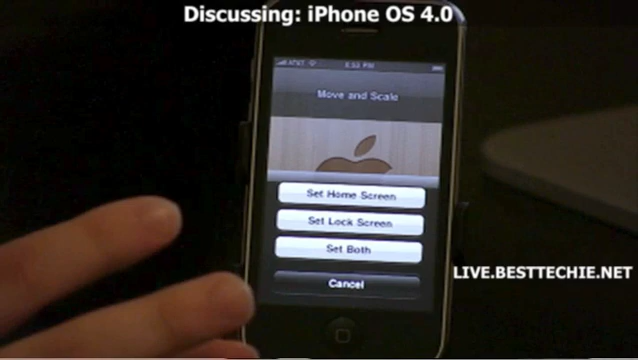 Discussing: iPhone OS 4.0
AT&T
Move and Scale
Set Home Screen
Set Lock Screen
Set Both
Cancel
LIVE.BESTTECHIE.NET